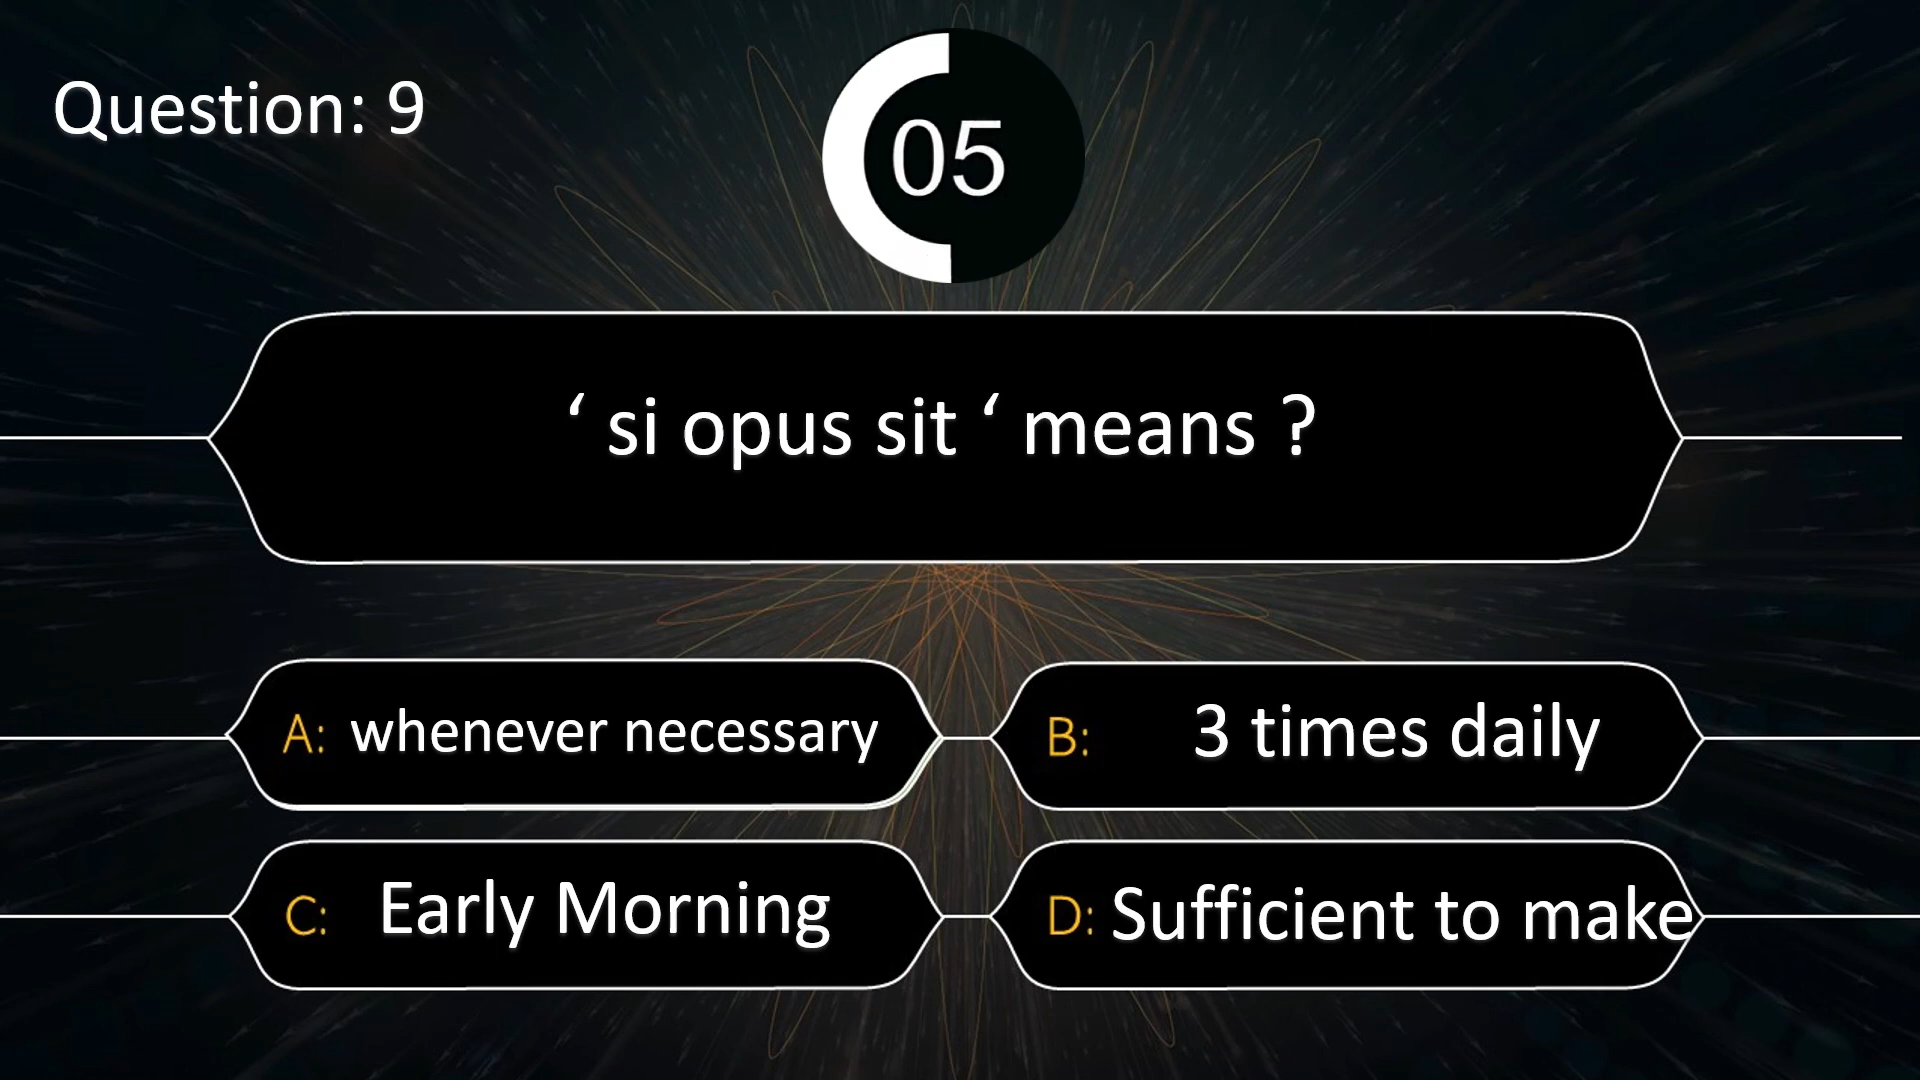 Question: 9
05
‘ si opus sit ‘ means ?
A: whenever necessary
B: 3 times daily
C: Early Morning
D: Sufficient to make